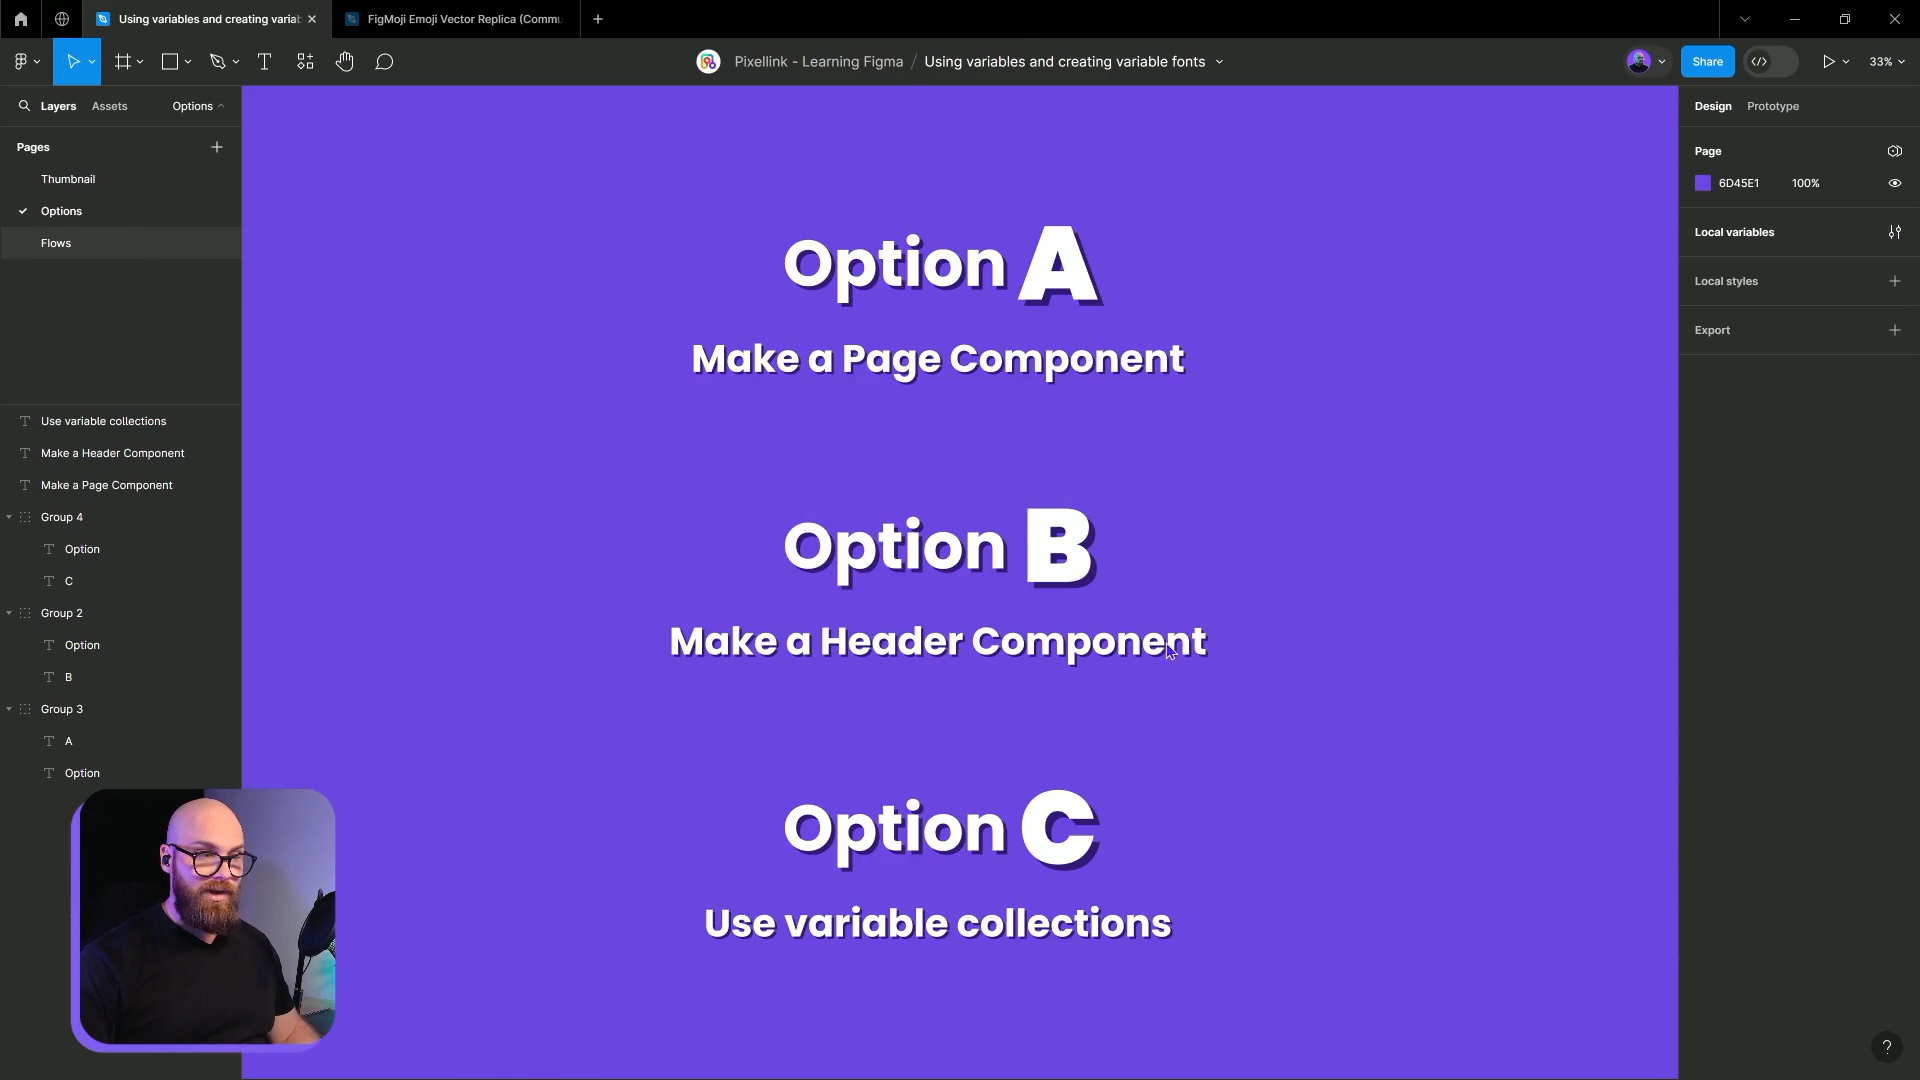 Using variables and creating variab
FigMoji Emoji Vector Replica (Commu
Pixellink - Learning Figma / Using variables and creating variable fonts
Share
33%
Layers
Assets
Options
Pages
Thumbnail
Options
Flows
Use variable collections
Make a Header Component
Make a Page Component
Group 4
Option
C
Group 2
Option
B
Group 3
A
Option
Option A
Make a Page Component
Option B
Make a Header Component
Option C
Use variable collections
Design
Prototype
Page
6D45E1 100%
Local variables
Local styles
Export
?